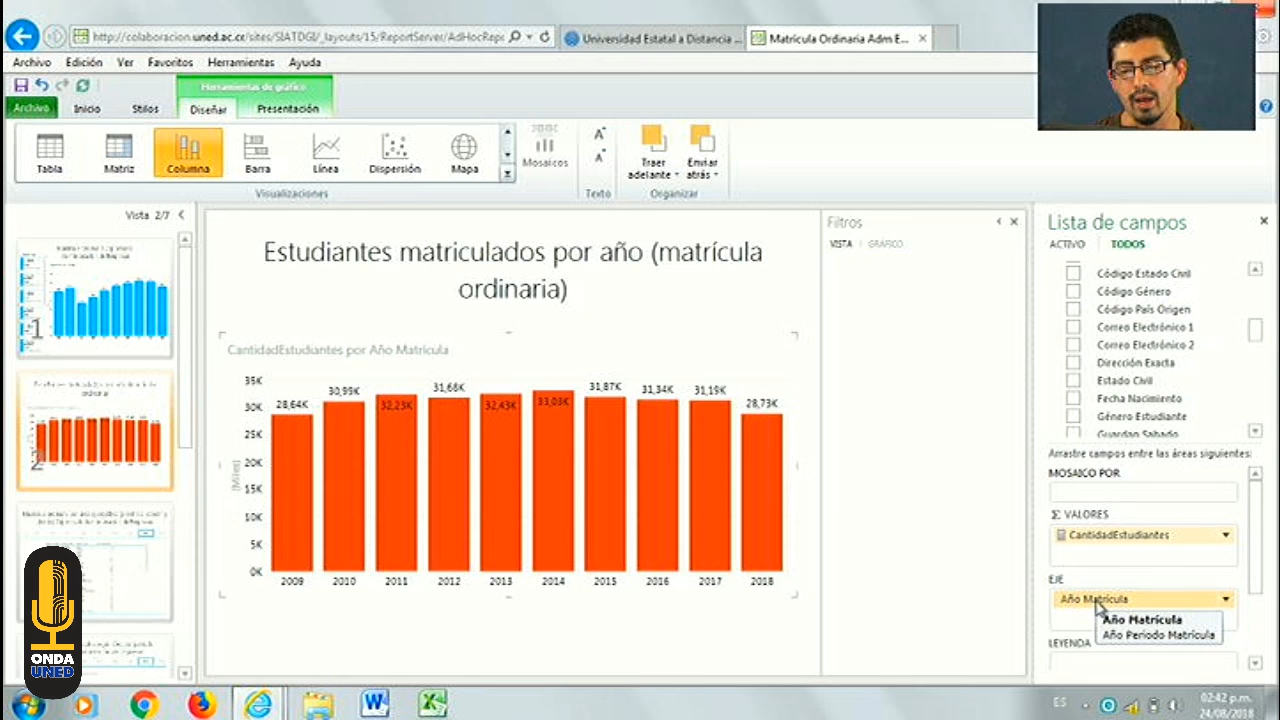 http://colaboracion.uned.ac.cr/sites/SIATDGI/_layouts/15/ReportServer/AdHocRepo
Universidad Estatal a Distancia ...
Matrícula Ordinaria Adm E...
Archivo Edición Ver Favoritos Herramientas Ayuda
Herramientas de gráfico
Archivo Inicio Stilos Diseñar Presentación
Tabla Matriz Columna Barra Línea Dispersión Mapa Mosaicos
Traer adelante
Enviar atrás
Visualizaciones Texto Organizar
Vista 2/7
1
2
Estudiantes matriculados por año (matrícula
ordinaria)
CantidadEstudiantes por Año Matrícula
(Miles)
35K
30K
25K
20K
15K
10K
5K
0K
28,64K 30,99K 32,23K 31,68K 32,43K 33,03K 31,87K 31,34K 31,19K 28,73K
2009 2010 2011 2012 2013 2014 2015 2016 2017 2018
Filtros
VISTA | GRÁFICO
Lista de campos
ACTIVO TODOS
Código Estado Civil
Código Género
Código País Origen
Correo Electrónico 1
Correo Electrónico 2
Dirección Exacta
Estado Civil
Fecha Nacimiento
Género Estudiante
Guardan Sabado
Arrastre campos entre las áreas siguientes:
MOSAICO POR
Σ VALORES
CantidadEstudiantes
EJE
Año Matrícula
Año Matrícula
Año Periodo Matrícula
LEYENDA
ONDA
UNED
ES
02:42 p.m.
24/08/2018